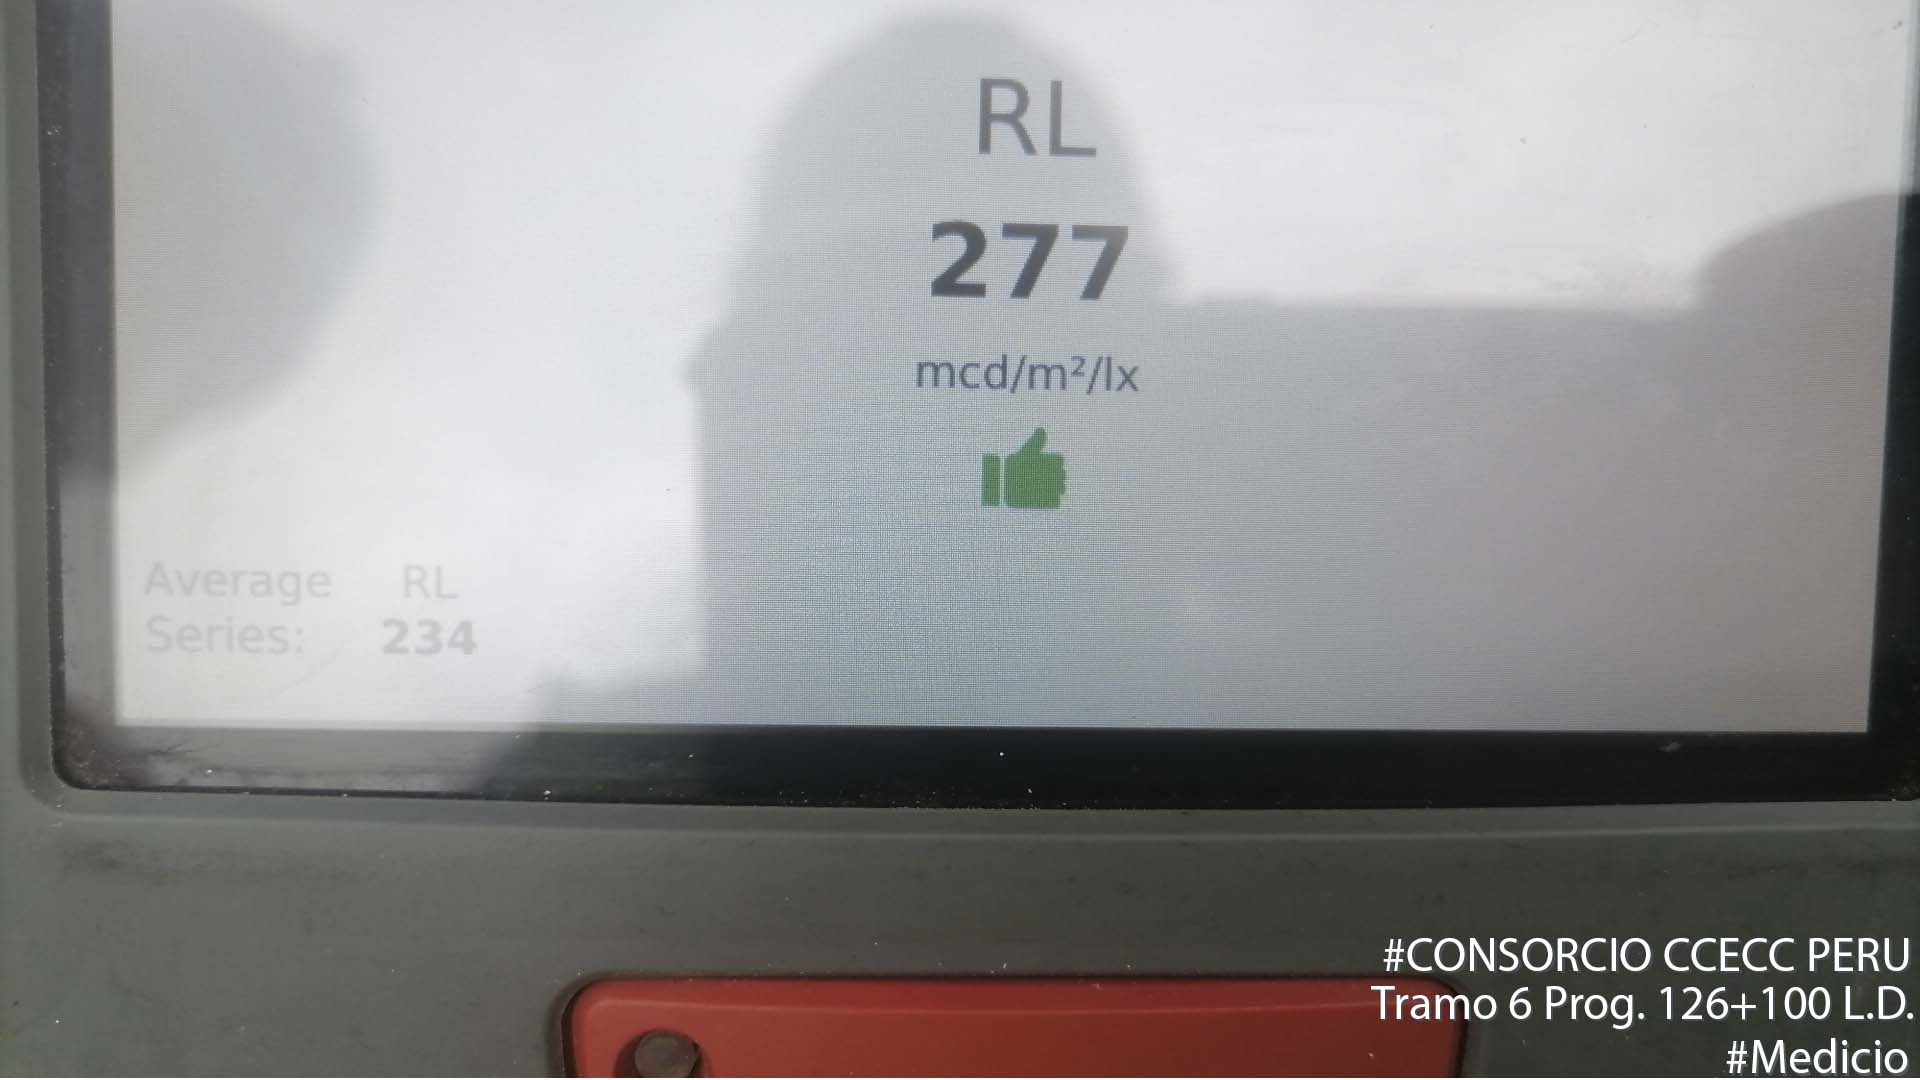 RL
277
mcd/m²/lx
Average RL
Series: 234
#CONSORCIO CCECC PERU
Tramo 6 Prog. 126+100 L.D.
#Medicio